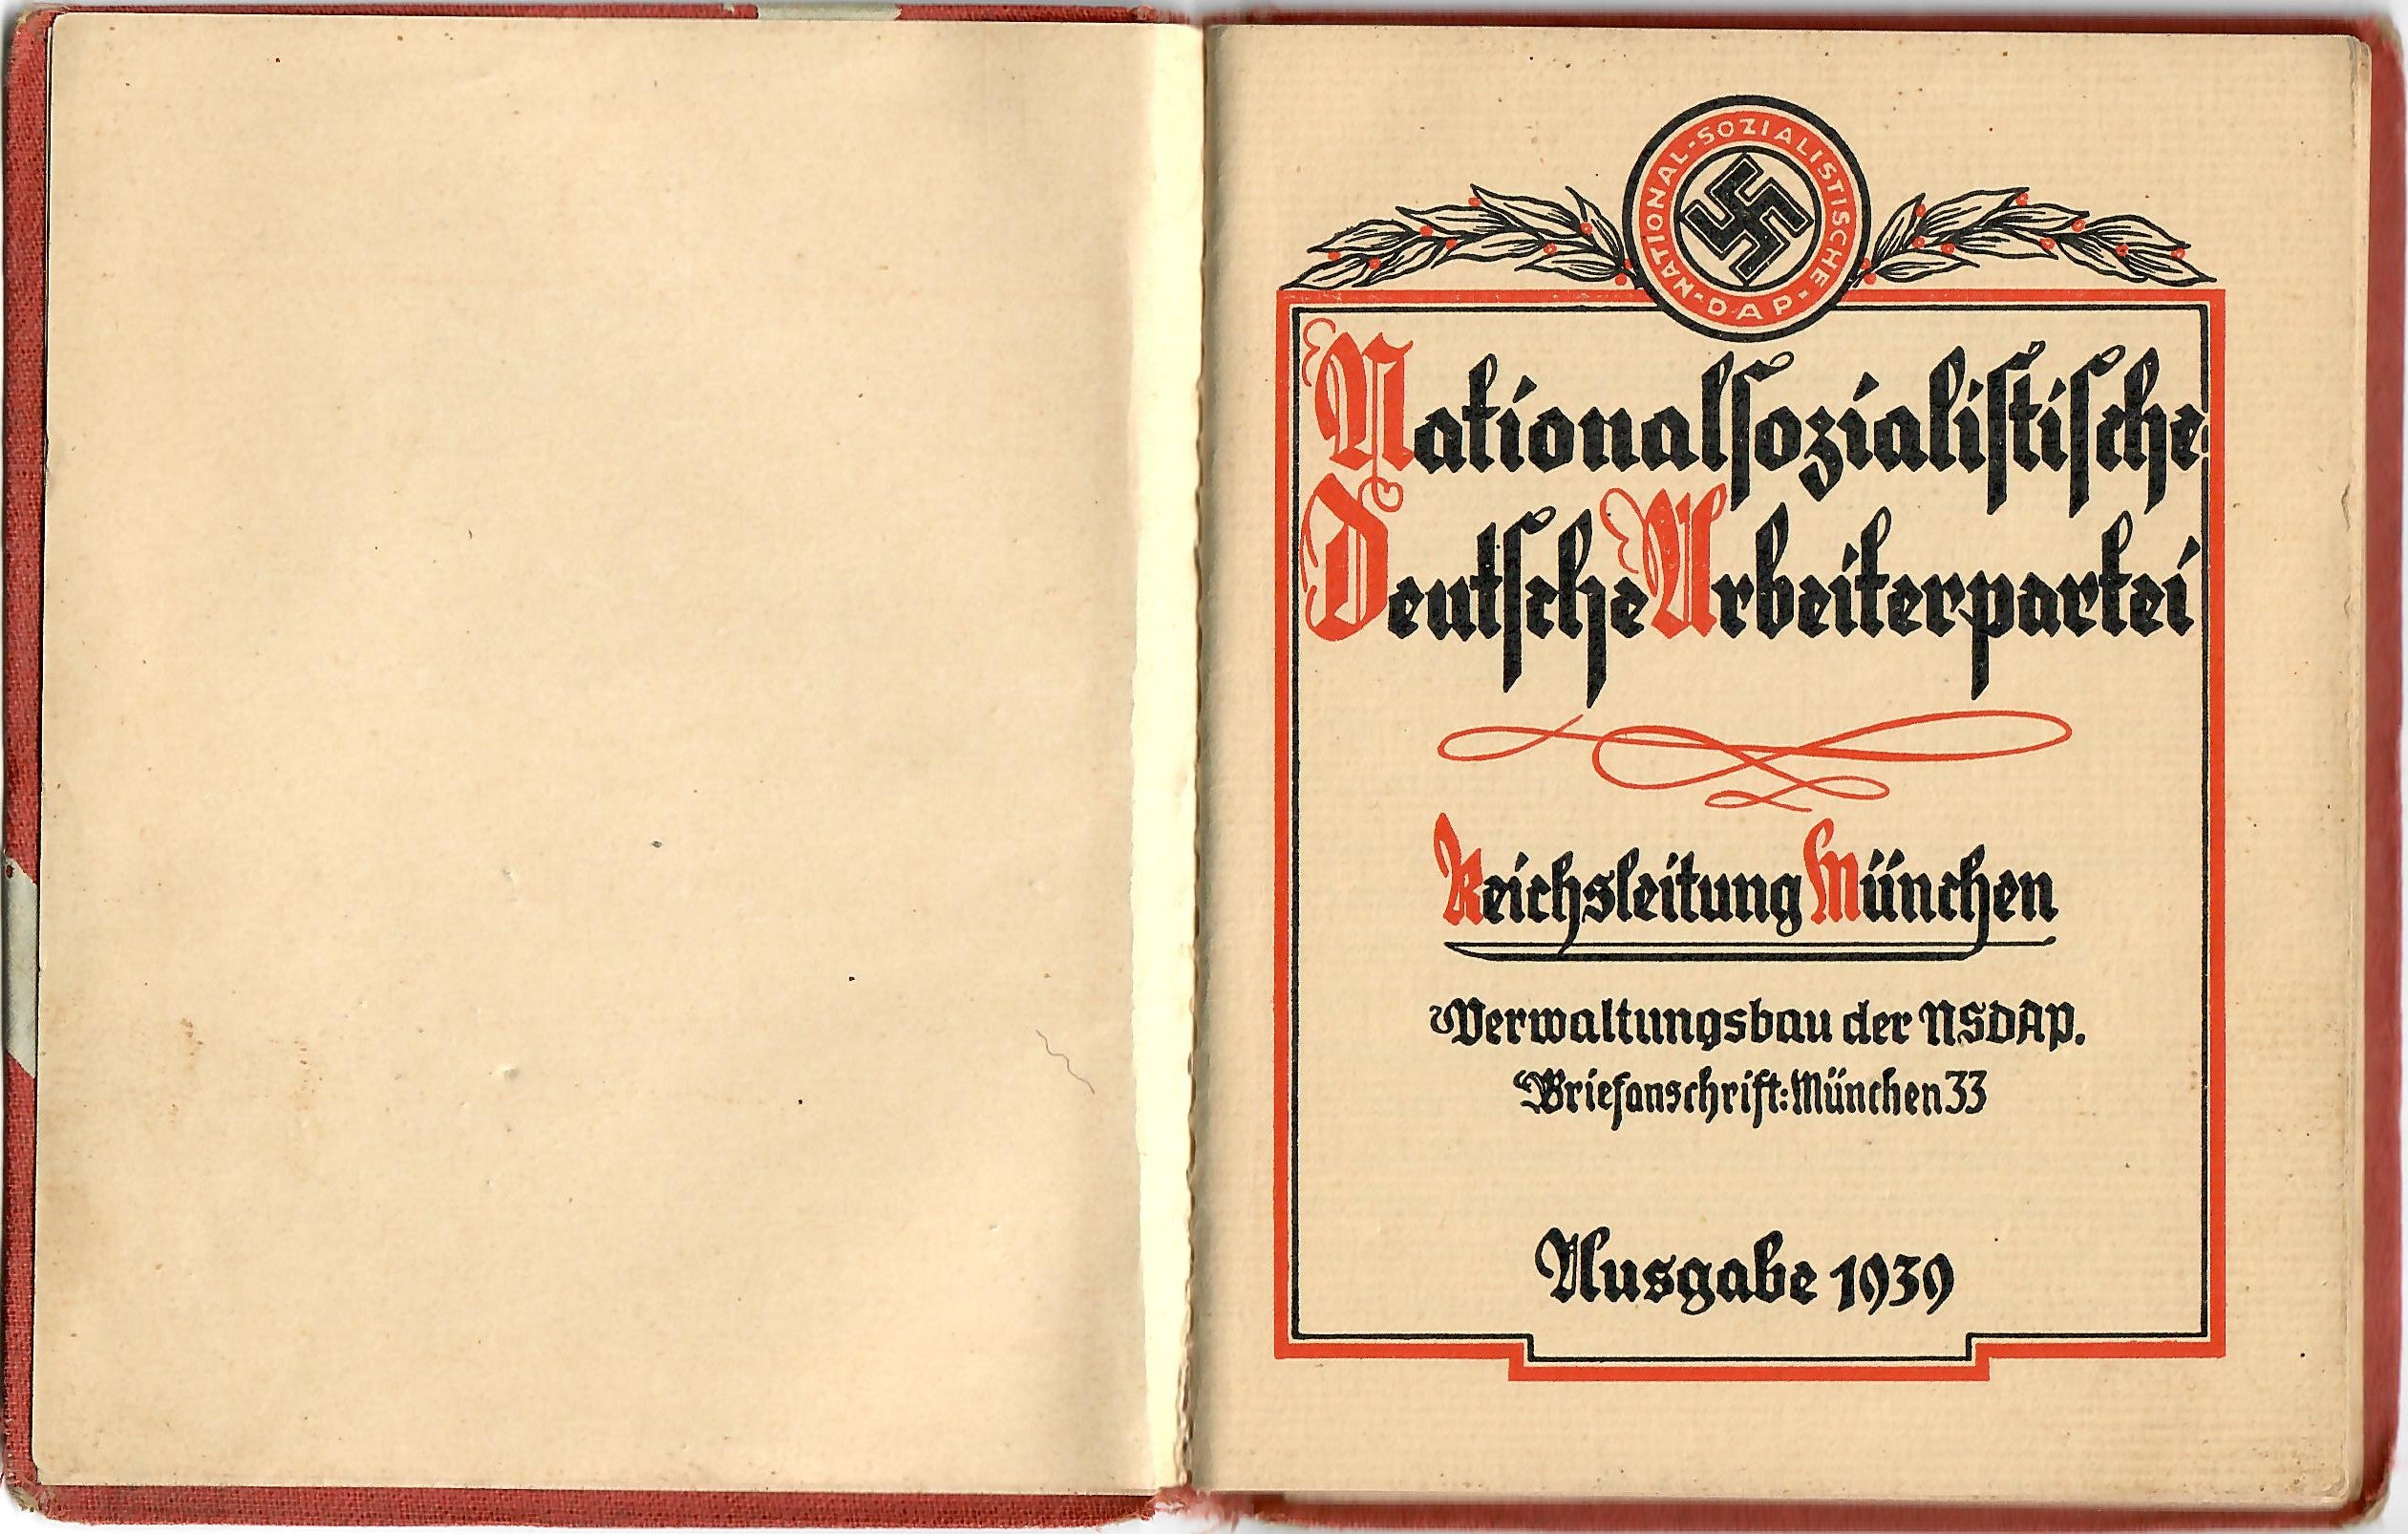 NATIONAL-SOZIALISTISCHE-D·A·P-
Nationalsozialistische
Deutsche Arbeiterpartei
Reichsleitung München
Verwaltungsbau der NSDAP.
Briefanschrift: München 33
Ausgabe 1939